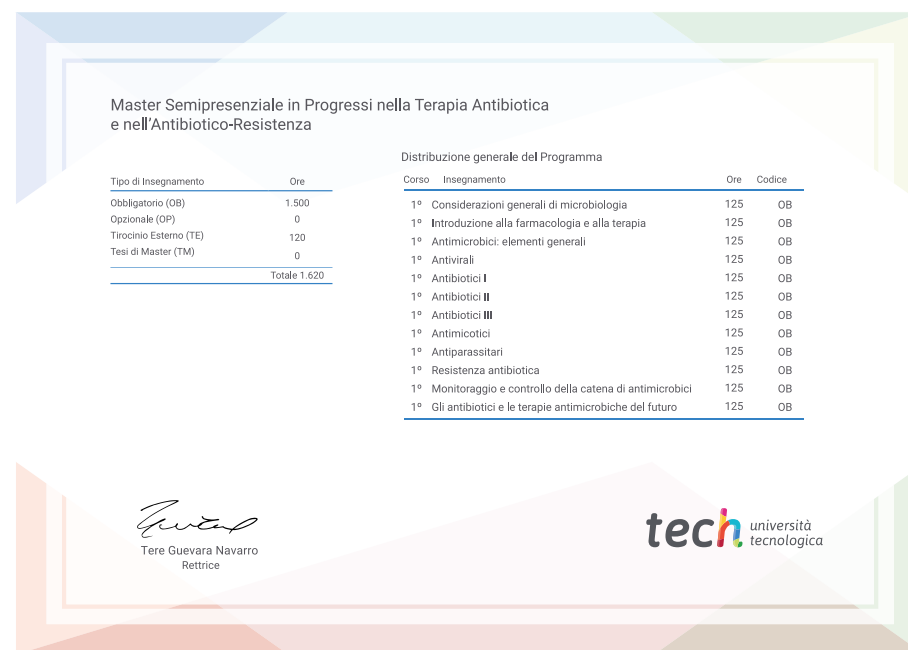 Master Semipresenziale in Progressi nella Terapia Antibiotica
e nell'Antibiotico-Resistenza
Tipo di Insegnamento Ore
Obbligatorio (OB) 1.500
Opzionale (OP) 0
Tirocinio Esterno (TE) 120
Tesi di Master (TM) 0
Totale 1.620
Distribuzione generale del Programma
Corso Insegnamento Ore Codice
1º Considerazioni generali di microbiologia 125 OB
1º Introduzione alla farmacologia e alla terapia 125 OB
1º Antimicrobici: elementi generali 125 OB
1º Antivirali 125 OB
1º Antibiotici I 125 OB
1º Antibiotici II 125 OB
1º Antibiotici III 125 OB
1º Antimicotici 125 OB
1º Antiparassitari 125 OB
1º Resistenza antibiotica 125 OB
1º Monitoraggio e controllo della catena di antimicrobici 125 OB
1º Gli antibiotici e le terapie antimicrobiche del futuro 125 OB
Tere Guevara Navarro
Rettrice
tech università
tecnologica